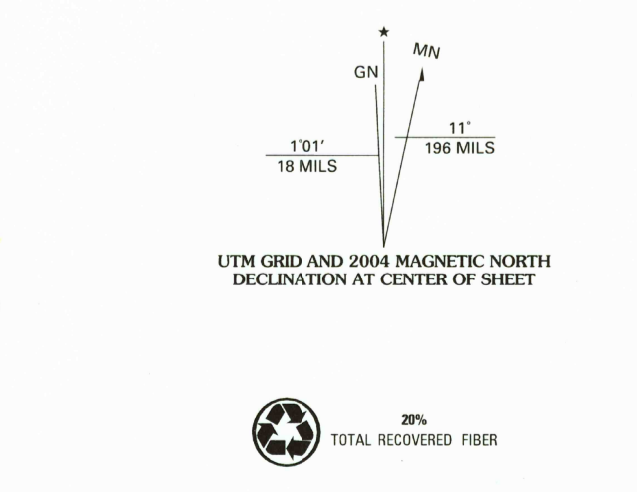 ★
MN
GN
11°
196 MILS
1°01′
18 MILS
UTM GRID AND 2004 MAGNETIC NORTH
DECLINATION AT CENTER OF SHEET
20%
TOTAL RECOVERED FIBER